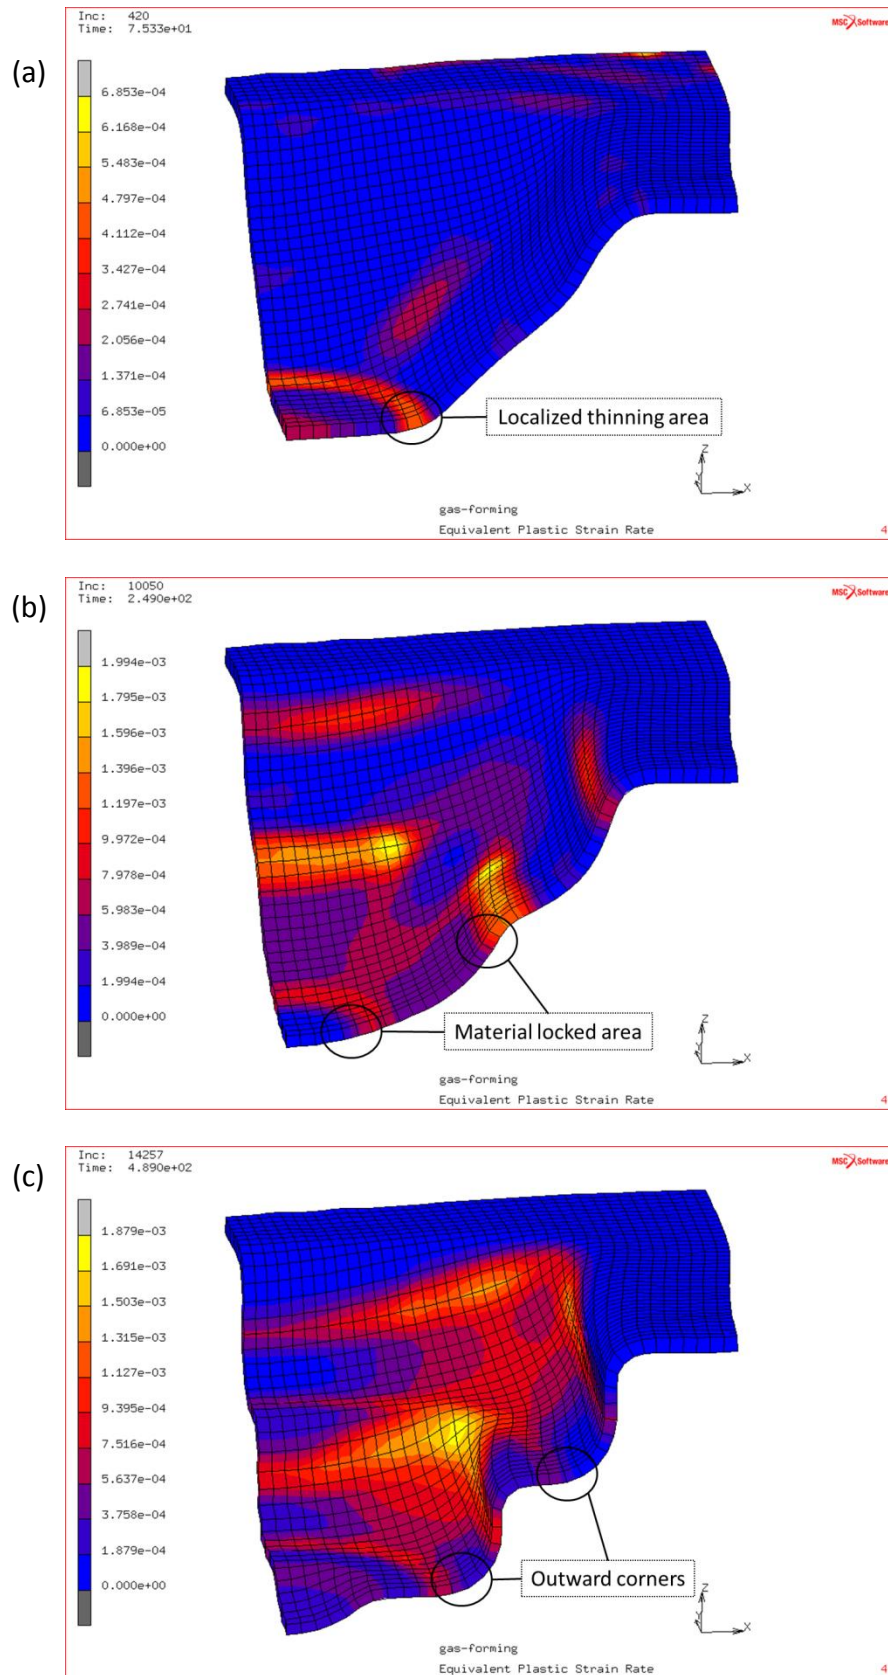 (a)
Inc: 420
Time: 7.533e+01
MSC Software
6.853e-04
6.168e-04
5.483e-04
4.797e-04
4.112e-04
3.427e-04
2.741e-04
2.056e-04
1.371e-04
6.853e-05
0.000e+00
Localized thinning area
Z
Y
X
gas-forming
Equivalent Plastic Strain Rate
4
(b)
Inc: 10050
Time: 2.490e+02
MSC Software
1.994e-03
1.795e-03
1.596e-03
1.396e-03
1.197e-03
9.972e-04
7.978e-04
5.983e-04
3.989e-04
1.994e-04
0.000e+00
Material locked area
Z
Y
X
gas-forming
Equivalent Plastic Strain Rate
4
(c)
Inc: 14257
Time: 4.890e+02
MSC Software
1.879e-03
1.691e-03
1.503e-03
1.315e-03
1.127e-03
9.395e-04
7.516e-04
5.637e-04
3.758e-04
1.879e-04
0.000e+00
Outward corners
Z
Y
X
gas-forming
Equivalent Plastic Strain Rate
4